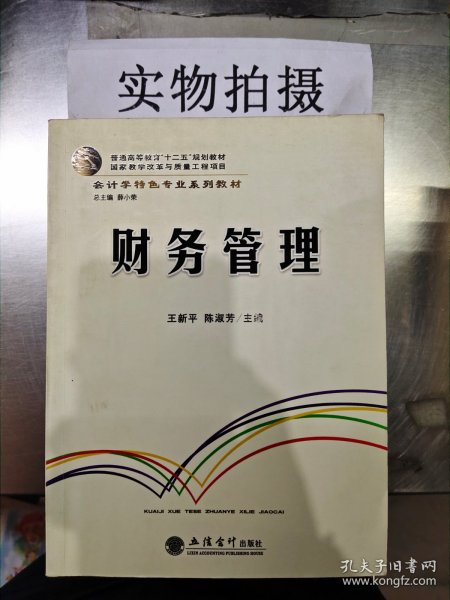 实物拍摄
普通高等教育"十二五"规划教材
国家教学改革与质量工程项目
会计学特色专业系列教材
总主编 薛小荣
财务管理
王新平 陈淑芳/主编
KUAIJI XUE TESE ZHUANYE XILIE JIAOCAI
立信会计出版社
LIXIN ACCOUNTING PUBLISHING HOUSE
孔夫子旧书网
www.kongfz.com